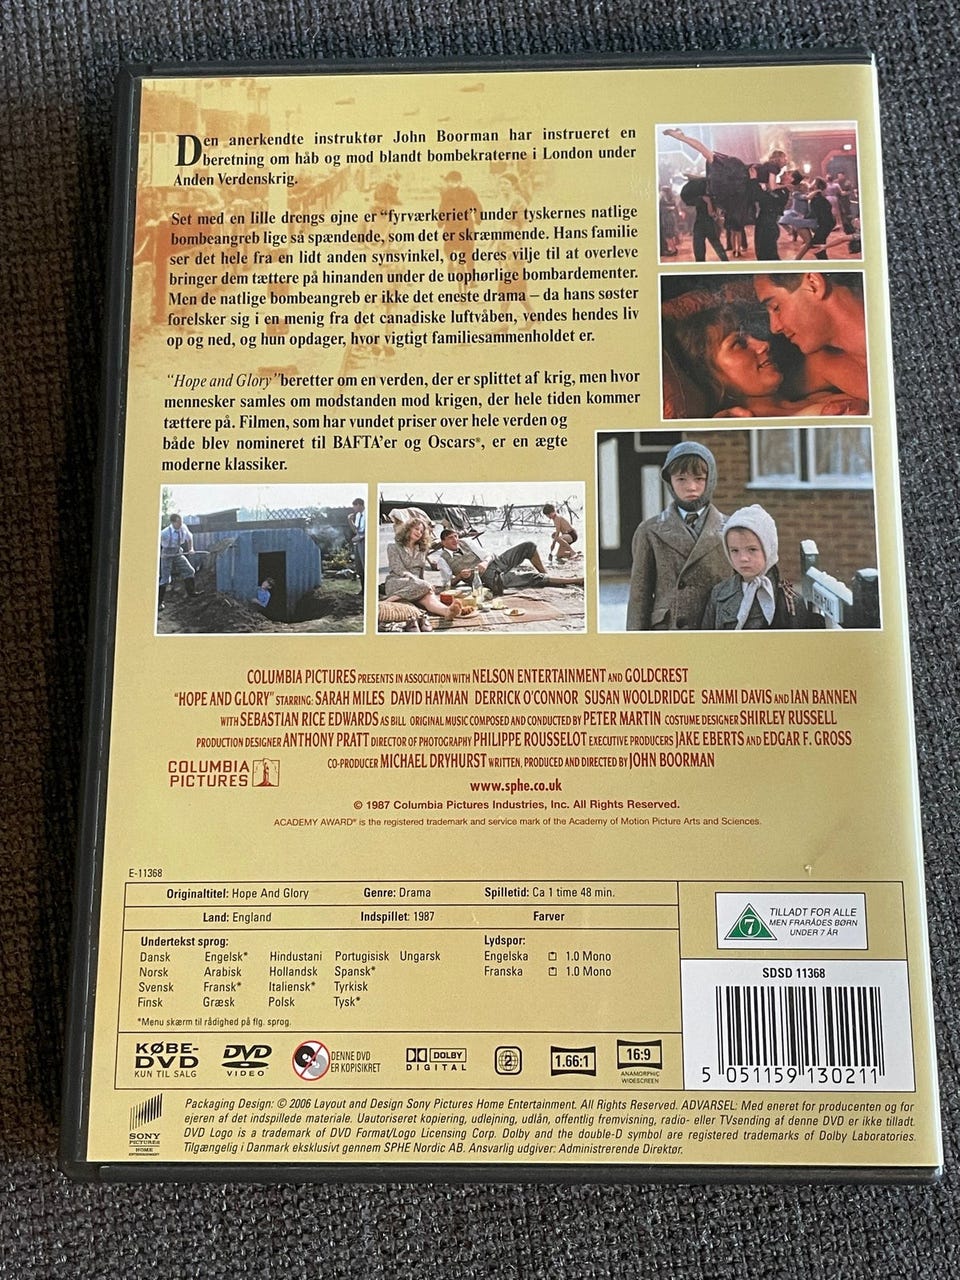 Den anerkendte instruktør John Boorman har instrueret en
beretning om håb og mod blandt bombekraterne i London under
Anden Verdenskrig.
Set med en lille drengs øjne er “fyrværkeriet” under tyskernes natlige
bombeangreb lige så spændende, som det er skræmmende. Hans familie
ser det hele fra en lidt anden synsvinkel, og deres vilje til at overleve
bringer dem tættere på hinanden under de uophørlige bombardementer.
Men de natlige bombeangreb er ikke det eneste drama – da hans søster
forelsker sig i en menig fra det canadiske luftvåben, vendes hendes liv
op og ned, og hun opdager, hvor vigtigt familiesammenholdet er.
“Hope and Glory” beretter om en verden, der er splittet af krig, men hvor
mennesker samles om modstanden mod krigen, der hele tiden kommer
tættere på. Filmen, som har vundet priser over hele verden og
både blev nomineret til BAFTA’er og Oscars®, er en ægte
moderne klassiker.
COLUMBIA PICTURES PRESENTS IN ASSOCIATION WITH NELSON ENTERTAINMENT AND GOLDCREST
“HOPE AND GLORY” STARRING: SARAH MILES DAVID HAYMAN DERRICK O'CONNOR SUSAN WOOLDRIDGE SAMMI DAVIS AND IAN BANNEN
WITH SEBASTIAN RICE EDWARDS AS BILL ORIGINAL MUSIC COMPOSED AND CONDUCTED BY PETER MARTIN COSTUME DESIGNER SHIRLEY RUSSELL
PRODUCTION DESIGNER ANTHONY PRATT DIRECTOR OF PHOTOGRAPHY PHILIPPE ROUSSELOT EXECUTIVE PRODUCERS JAKE EBERTS AND EDGAR F. GROSS
CO-PRODUCER MICHAEL DRYHURST WRITTEN, PRODUCED AND DIRECTED BY JOHN BOORMAN
COLUMBIA
PICTURES
www.sphe.co.uk
© 1987 Columbia Pictures Industries, Inc. All Rights Reserved.
ACADEMY AWARD® is the registered trademark and service mark of the Academy of Motion Picture Arts and Sciences.
E-11368
Originaltitel: Hope And Glory Genre: Drama Spilletid: Ca 1 time 48 min.
Land: England Indspillet: 1987 Farver
Undertekst sprog: Lydspor:
Dansk Engelsk* Hindustani Portugisisk Ungarsk Engelska 1.0 Mono
Norsk Arabisk Hollandsk Spansk* Franska 1.0 Mono
Svensk Fransk* Italiensk* Tyrkisk
Finsk Græsk Polsk Tysk*
*Menu skærm til rådighed på flg. sprog.
7
TILLADT FOR ALLE
MEN FRARÅDES BØRN
UNDER 7 ÅR
SDSD 11368
5 051159 130211
KØBE-
DVD
KUN TIL SALG
DVD
VIDEO
DENNE DVD
ER KOPISIKRET
DOLBY
DIGITAL
2
1.66:1
16:9
ANAMORPHIC
WIDESCREEN
SONY
PICTURES
HOME
ENTERTAINMENT
Packaging Design: © 2006 Layout and Design Sony Pictures Home Entertainment. All Rights Reserved. ADVARSEL: Med eneret for producenten og for
ejeren af det indspillede materiale. Uautoriseret kopiering, udlejning, udlån, offentlig fremvisning, radio- eller TVsending af denne DVD er ikke tilladt.
DVD Logo is a trademark of DVD Format/Logo Licensing Corp. Dolby and the double-D symbol are registered trademarks of Dolby Laboratories.
Tilgængelig i Danmark eksklusivt gennem SPHE Nordic AB. Ansvarlig udgiver: Administrerende Direktør.